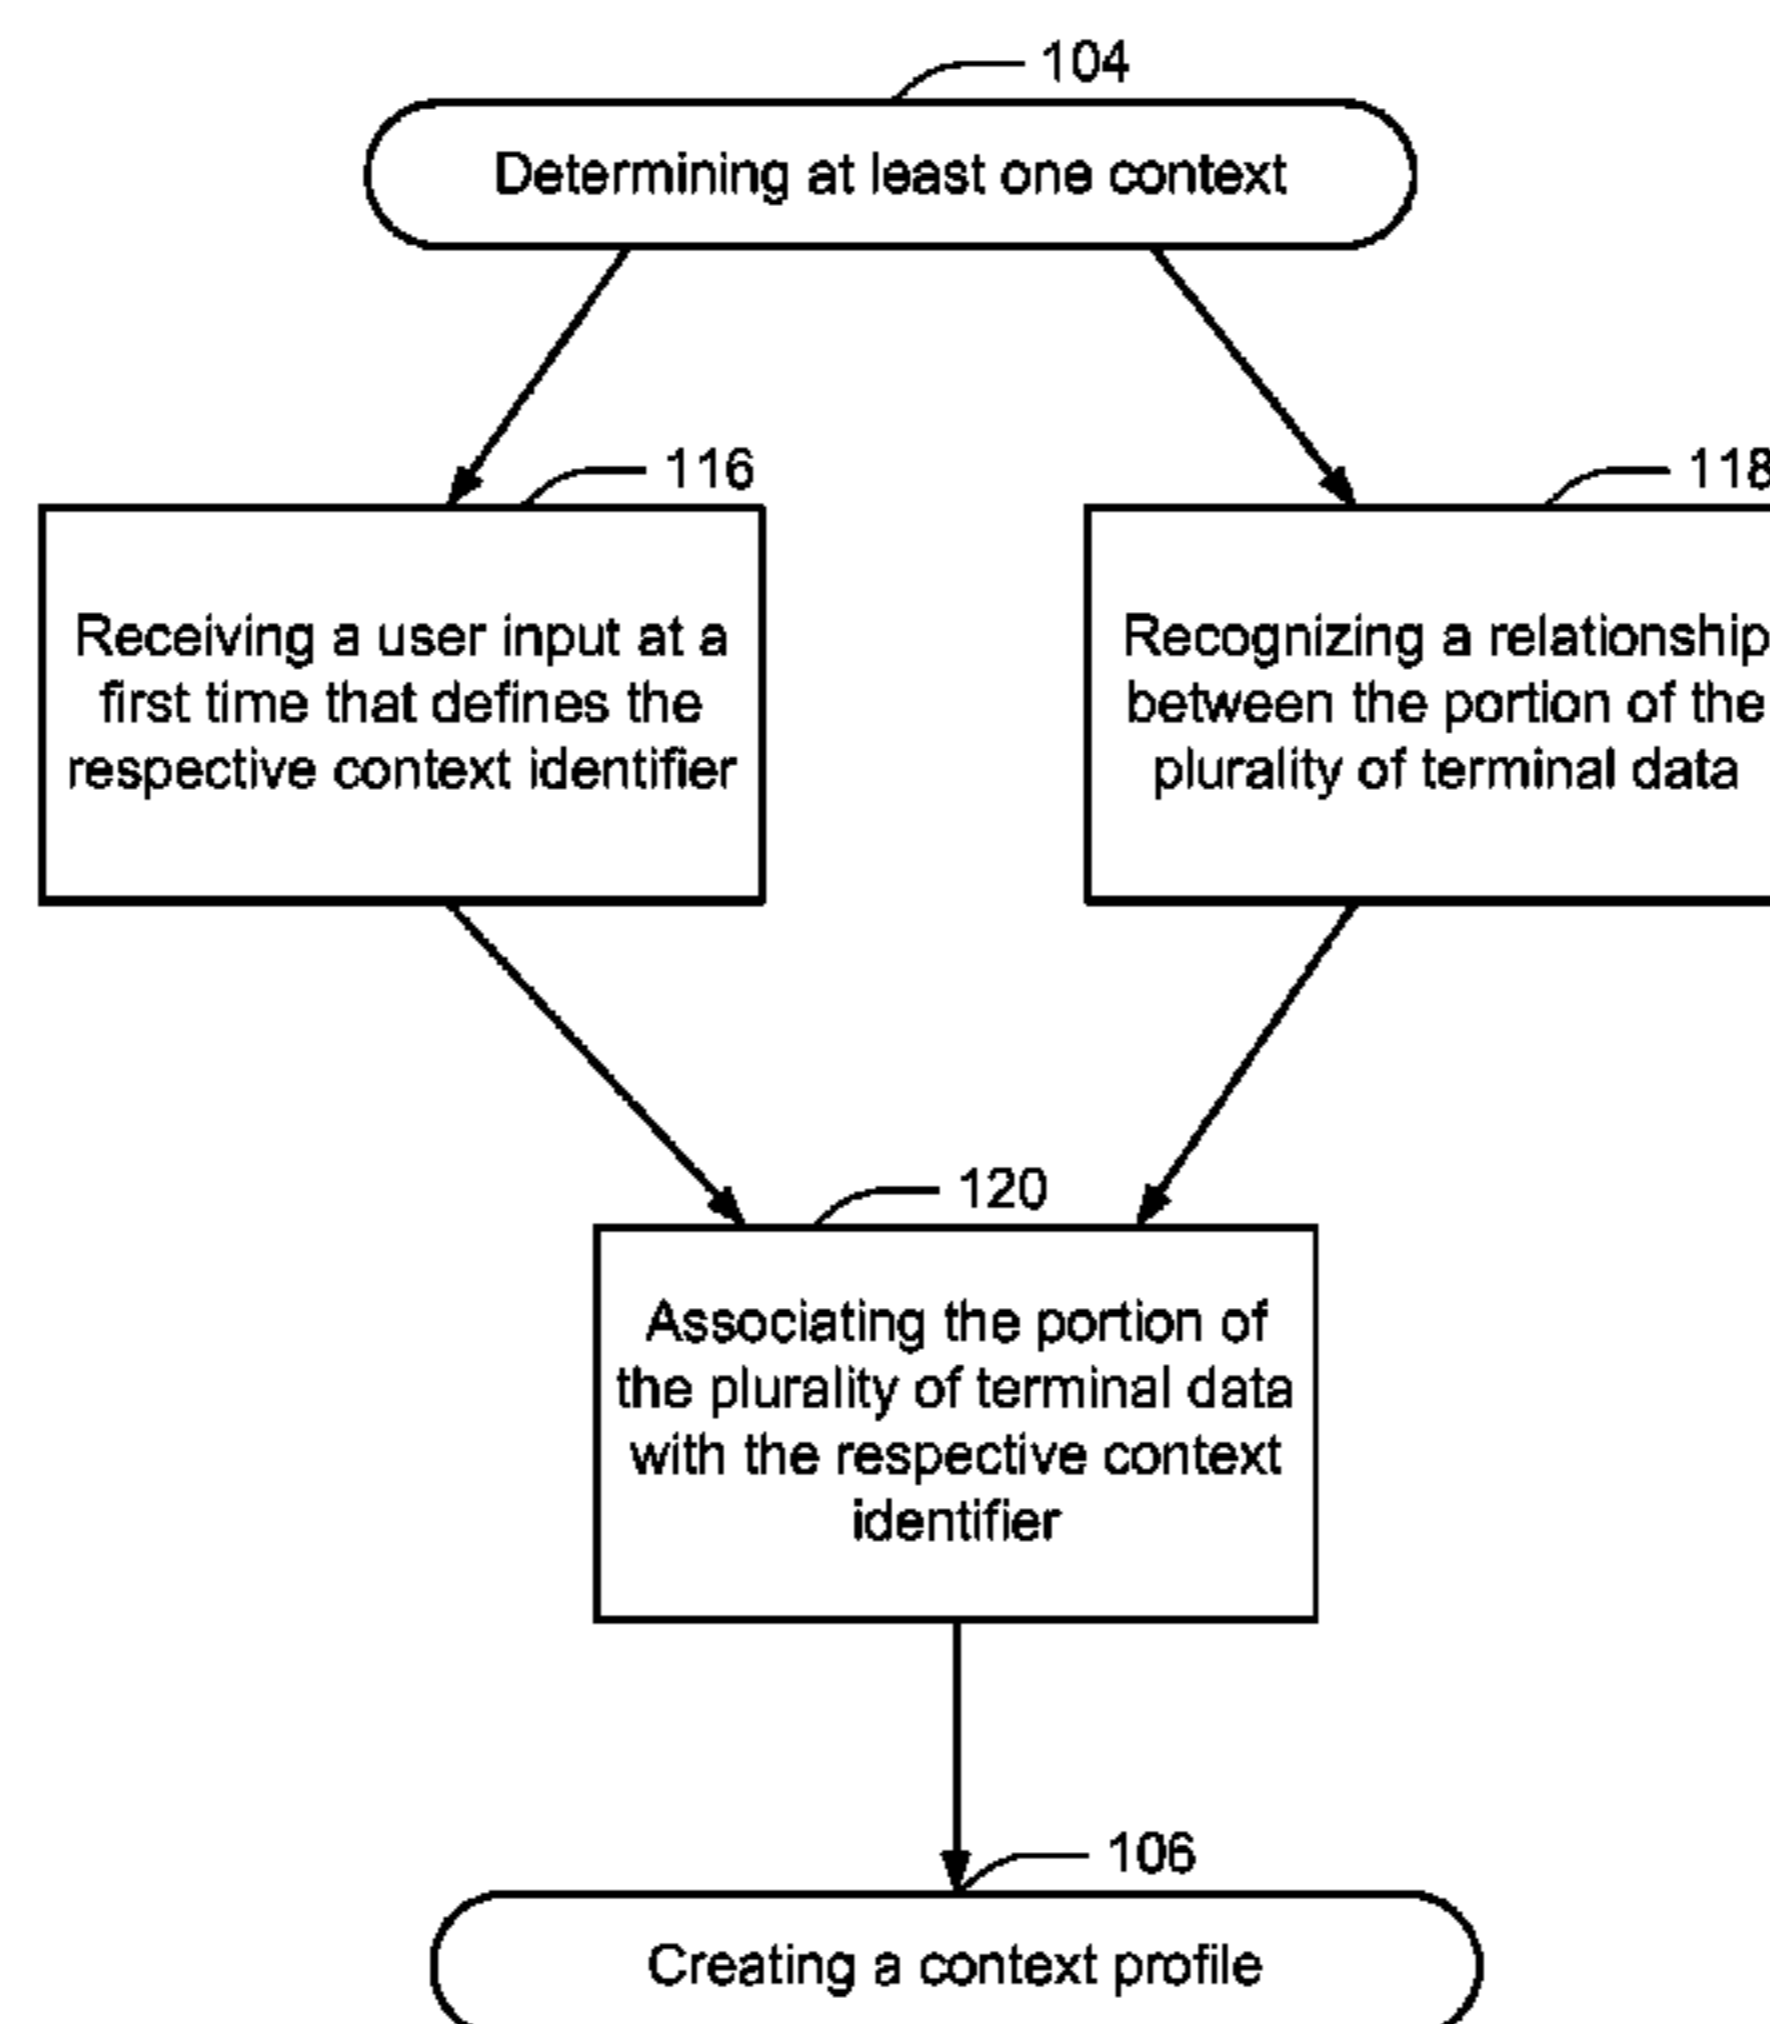 104
Determining at least one context
116
118
Receiving a user input at a
first time that defines the
respective context identifier
Recognizing a relationship
between the portion of the
plurality of terminal data
120
Associating the portion of
the plurality of terminal data
with the respective context
identifier
106
Creating a context profile